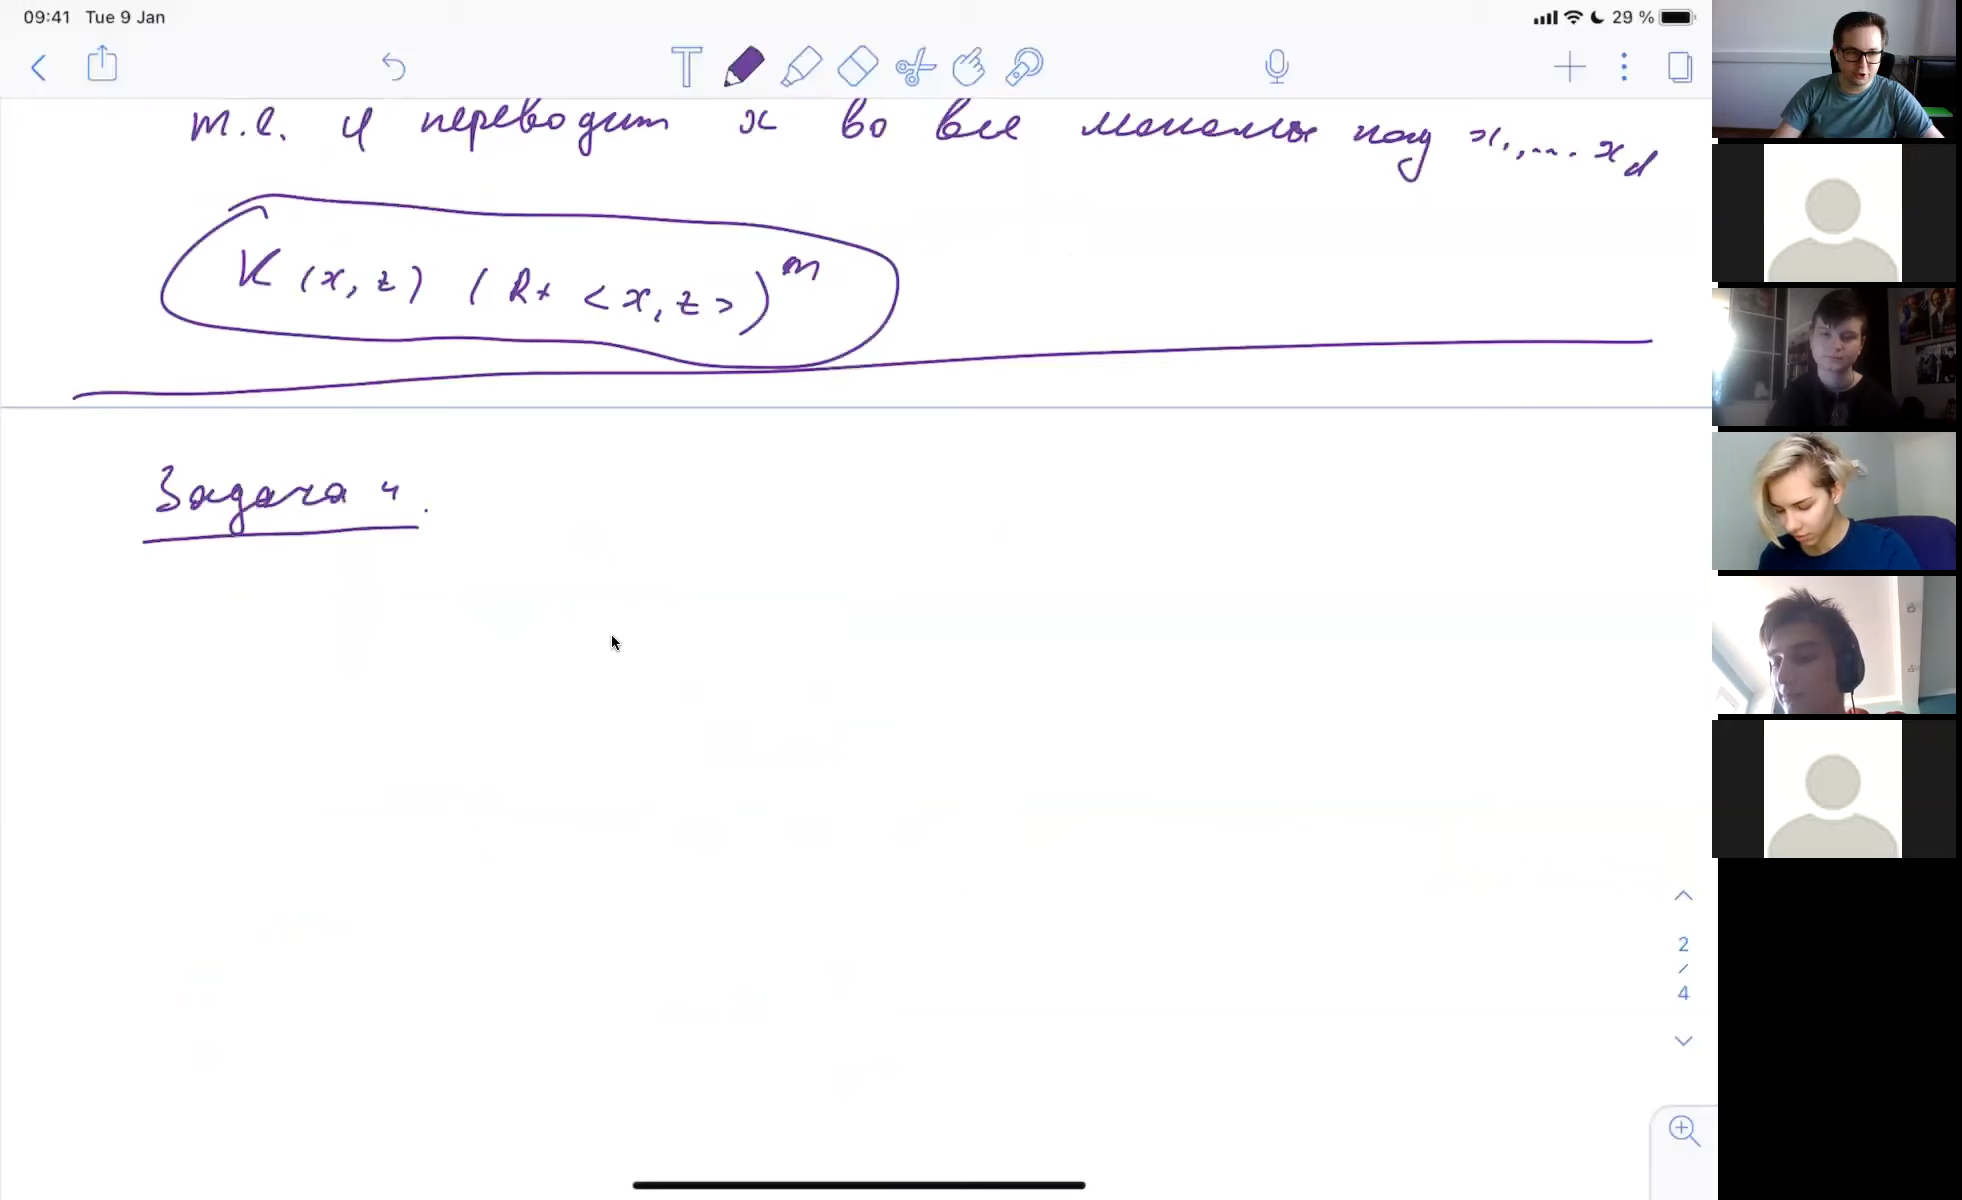 09:41 Tue 9 Jan
29 %
т.е. φ переводит x во все мономы над x₁,... x_d
K (x, z) (R+ <x, z>)^m
Задача 4.
2
/
4